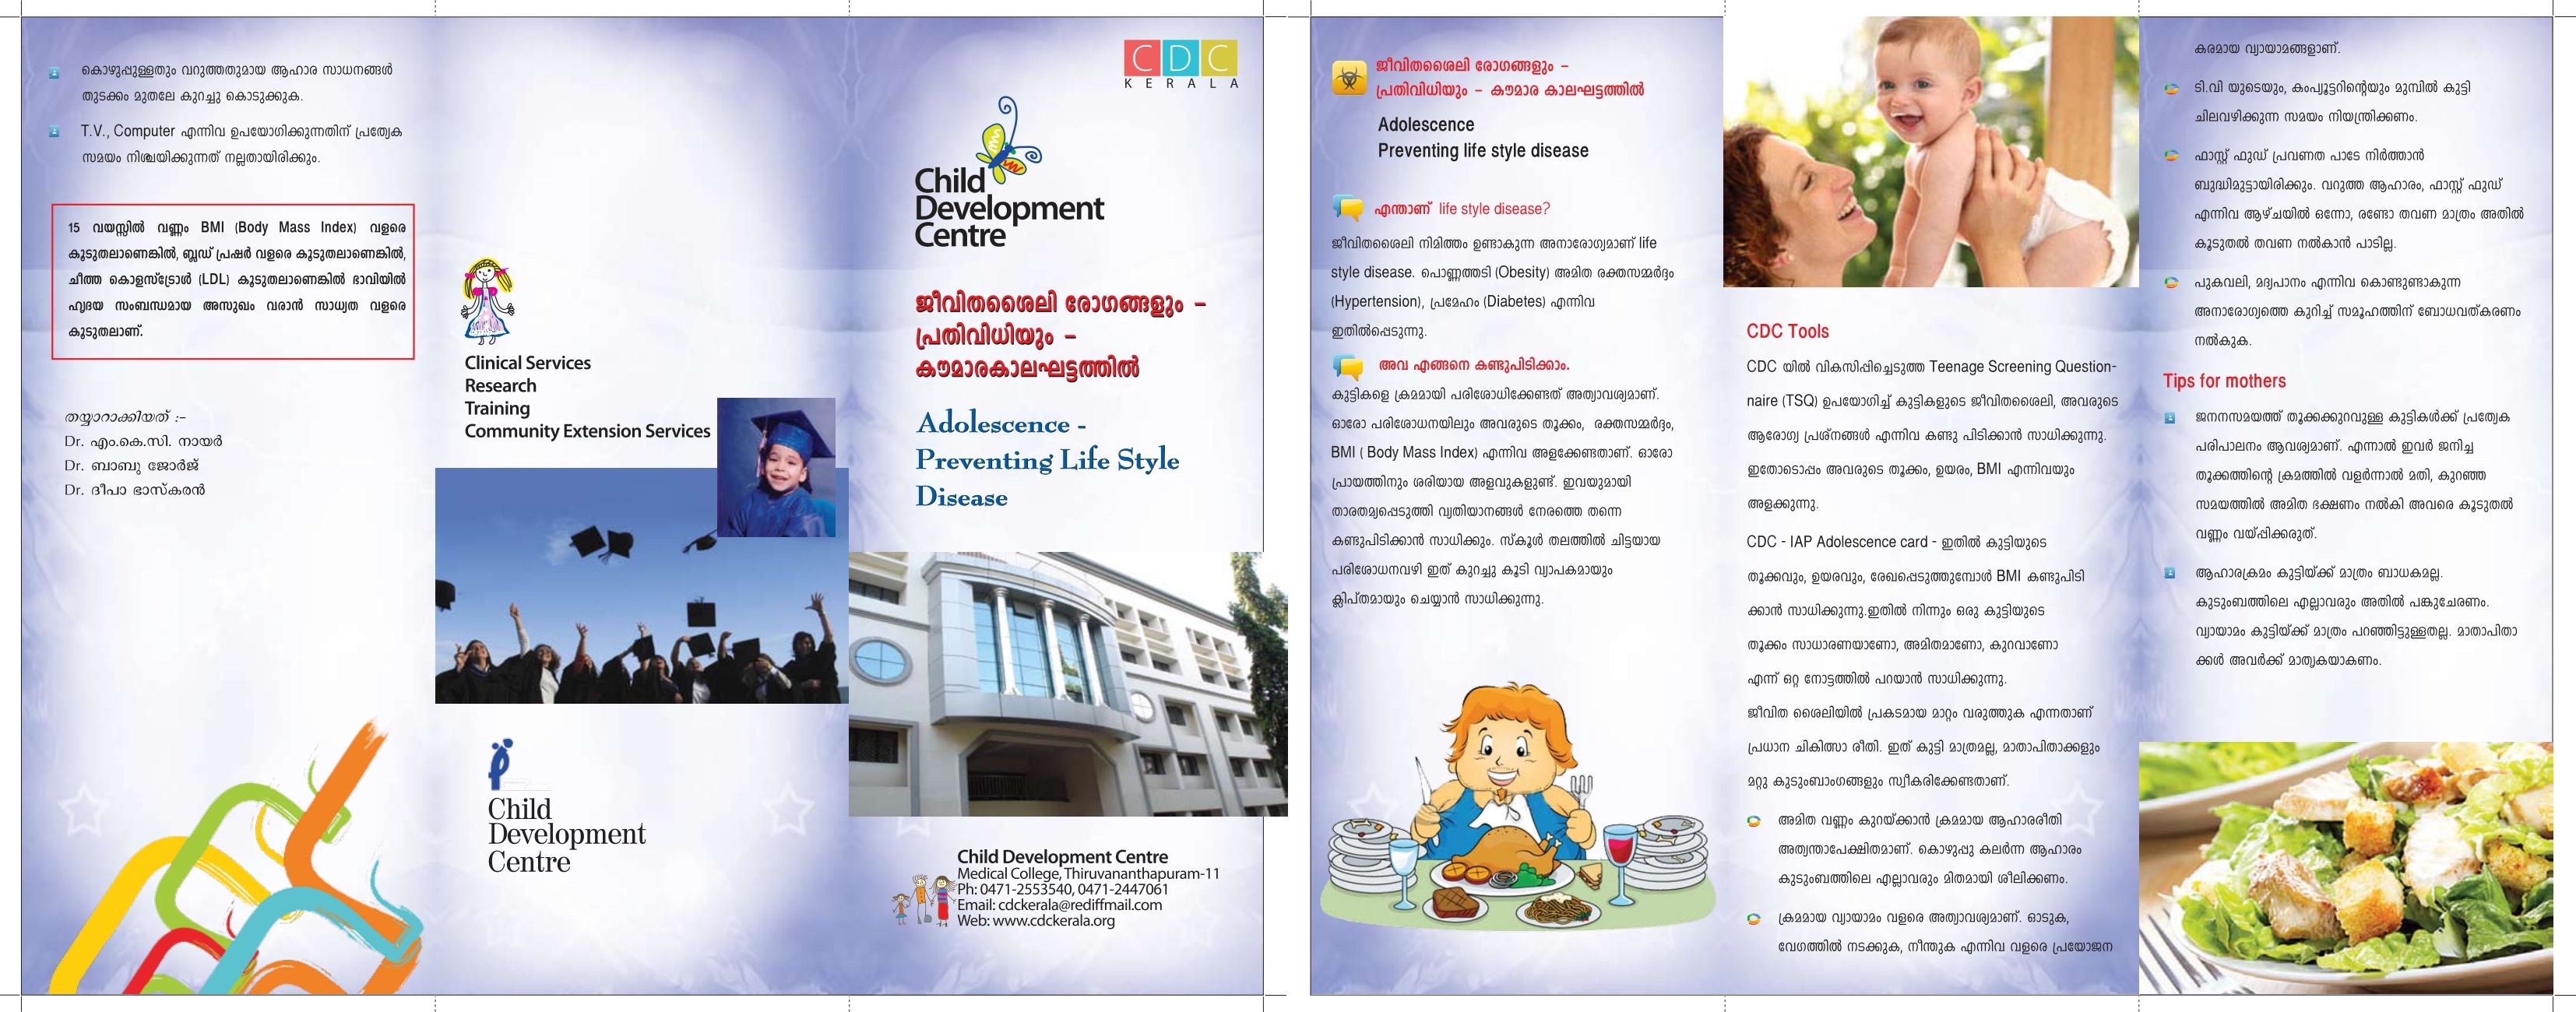 കൊഴുപ്പുള്ളതും വറുത്തതുമായ ആഹാര സാധനങ്ങൾ
തുടക്കം മുതലേ കുറച്ചു കൊടുക്കുക.
T.V., Computer എന്നിവ ഉപയോഗിക്കുന്നതിന് പ്രത്യേക
സമയം നിശ്ചയിക്കുന്നത് നല്ലതായിരിക്കും.
15 വയസ്സിൽ വണ്ണം BMI (Body Mass Index) വളരെ
കൂടുതലാണെങ്കിൽ, ബ്ലഡ് പ്രഷർ വളരെ കൂടുതലാണെങ്കിൽ,
ചീത്ത കൊളസ്ട്രോൾ (LDL) കൂടുതലാണെങ്കിൽ ഭാവിയിൽ
ഹൃദയ സംബന്ധമായ അസുഖം വരാൻ സാധ്യത വളരെ
കൂടുതലാണ്.
തയ്യാറാക്കിയത് :-
Dr. എം.കെ.സി. നായർ
Dr. ബാബു ജോർജ്
Dr. ദീപാ ഭാസ്കരൻ
Clinical Services
Research
Training
Community Extension Services
Child
Development
Centre
CDC
KERALA
Child
Development
Centre
ജീവിതശൈലി രോഗങ്ങളും –
പ്രതിവിധിയും –
കൗമാരകാലഘട്ടത്തിൽ
Adolescence -
Preventing Life Style
Disease
Child Development Centre
Medical College, Thiruvananthapuram-11
Ph: 0471-2553540, 0471-2447061
Email: cdckerala@rediffmail.com
Web: www.cdckerala.org
ജീവിതശൈലി രോഗങ്ങളും –
പ്രതിവിധിയും – കൗമാര കാലഘട്ടത്തിൽ
Adolescence
Preventing life style disease
എന്താണ് life style disease?
ജീവിതശൈലി നിമിത്തം ഉണ്ടാകുന്ന അനാരോഗ്യമാണ് life
style disease. പൊണ്ണത്തടി (Obesity) അമിത രക്തസമ്മർദ്ദം
(Hypertension), പ്രമേഹം (Diabetes) എന്നിവ
ഇതിൽപ്പെടുന്നു.
അവ എങ്ങനെ കണ്ടുപിടിക്കാം.
കുട്ടികളെ ക്രമമായി പരിശോധിക്കേണ്ടത് അത്യാവശ്യമാണ്.
ഓരോ പരിശോധനയിലും അവരുടെ തൂക്കം, രക്തസമ്മർദ്ദം,
BMI ( Body Mass Index) എന്നിവ അളക്കേണ്ടതാണ്. ഓരോ
പ്രായത്തിനും ശരിയായ അളവുകളുണ്ട്. ഇവയുമായി
താരതമ്യപ്പെടുത്തി വ്യതിയാനങ്ങൾ നേരത്തെ തന്നെ
കണ്ടുപിടിക്കാൻ സാധിക്കും. സ്കൂൾ തലത്തിൽ ചിട്ടയായ
പരിശോധനവഴി ഇത് കുറച്ചു കൂടി വ്യാപകമായും
ക്ലിപ്തമായും ചെയ്യാൻ സാധിക്കുന്നു.
CDC Tools
CDC യിൽ വികസിപ്പിച്ചെടുത്ത Teenage Screening Question-
naire (TSQ) ഉപയോഗിച്ച് കുട്ടികളുടെ ജീവിതശൈലി, അവരുടെ
ആരോഗ്യ പ്രശ്നങ്ങൾ എന്നിവ കണ്ടു പിടിക്കാൻ സാധിക്കുന്നു.
ഇതോടൊപ്പം അവരുടെ തൂക്കം, ഉയരം, BMI എന്നിവയും
അളക്കുന്നു.
CDC - IAP Adolescence card - ഇതിൽ കുട്ടിയുടെ
തൂക്കവും, ഉയരവും, രേഖപ്പെടുത്തുമ്പോൾ BMI കണ്ടുപിടി
ക്കാൻ സാധിക്കുന്നു.ഇതിൽ നിന്നും ഒരു കുട്ടിയുടെ
തൂക്കം സാധാരണയാണോ, അമിതമാണോ, കുറവാണോ
എന്ന് ഒറ്റ നോട്ടത്തിൽ പറയാൻ സാധിക്കുന്നു.
ജീവിത ശൈലിയിൽ പ്രകടമായ മാറ്റം വരുത്തുക എന്നതാണ്
പ്രധാന ചികിത്സാ രീതി. ഇത് കുട്ടി മാത്രമല്ല, മാതാപിതാക്കളും
മറ്റു കുടുംബാംഗങ്ങളും സ്വീകരിക്കേണ്ടതാണ്.
അമിത വണ്ണം കുറയ്ക്കാൻ ക്രമമായ ആഹാരരീതി
അത്യന്താപേക്ഷിതമാണ്. കൊഴുപ്പു കലർന്ന ആഹാരം
കുടുംബത്തിലെ എല്ലാവരും മിതമായി ശീലിക്കണം.
ക്രമമായ വ്യായാമം വളരെ അത്യാവശ്യമാണ്. ഓടുക,
വേഗത്തിൽ നടക്കുക, നീന്തുക എന്നിവ വളരെ പ്രയോജന
കരമായ വ്യായാമങ്ങളാണ്.
ടി.വി യുടെയും, കംപ്യൂട്ടറിന്റെയും മുമ്പിൽ കുട്ടി
ചിലവഴിക്കുന്ന സമയം നിയന്ത്രിക്കണം.
ഫാസ്റ്റ് ഫുഡ് പ്രവണത പാടേ നിർത്താൻ
ബുദ്ധിമുട്ടായിരിക്കും. വറുത്ത ആഹാരം, ഫാസ്റ്റ് ഫുഡ്
എന്നിവ ആഴ്ചയിൽ ഒന്നോ, രണ്ടോ തവണ മാത്രം അതിൽ
കൂടുതൽ തവണ നൽകാൻ പാടില്ല.
പുകവലി, മദ്യപാനം എന്നിവ കൊണ്ടുണ്ടാകുന്ന
അനാരോഗ്യത്തെ കുറിച്ച് സമൂഹത്തിന് ബോധവത്കരണം
നൽകുക.
Tips for mothers
ജനനസമയത്ത് തൂക്കക്കുറവുള്ള കുട്ടികൾക്ക് പ്രത്യേക
പരിപാലനം ആവശ്യമാണ്. എന്നാൽ ഇവർ ജനിച്ച
തൂക്കത്തിന്റെ ക്രമത്തിൽ വളർന്നാൽ മതി, കുറഞ്ഞ
സമയത്തിൽ അമിത ഭക്ഷണം നൽകി അവരെ കൂടുതൽ
വണ്ണം വയ്പ്പിക്കരുത്.
ആഹാരക്രമം കുട്ടിയ്ക്ക് മാത്രം ബാധകമല്ല.
കുടുംബത്തിലെ എല്ലാവരും അതിൽ പങ്കുചേരണം.
വ്യായാമം കുട്ടിയ്ക്ക് മാത്രം പറഞ്ഞിട്ടുള്ളതല്ല. മാതാപിതാ
ക്കൾ അവർക്ക് മാതൃകയാകണം.